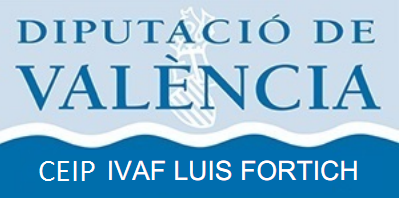 DIPUTACIÓ DE
VALÈNCIA
CEIP IVAF LUIS FORTICH